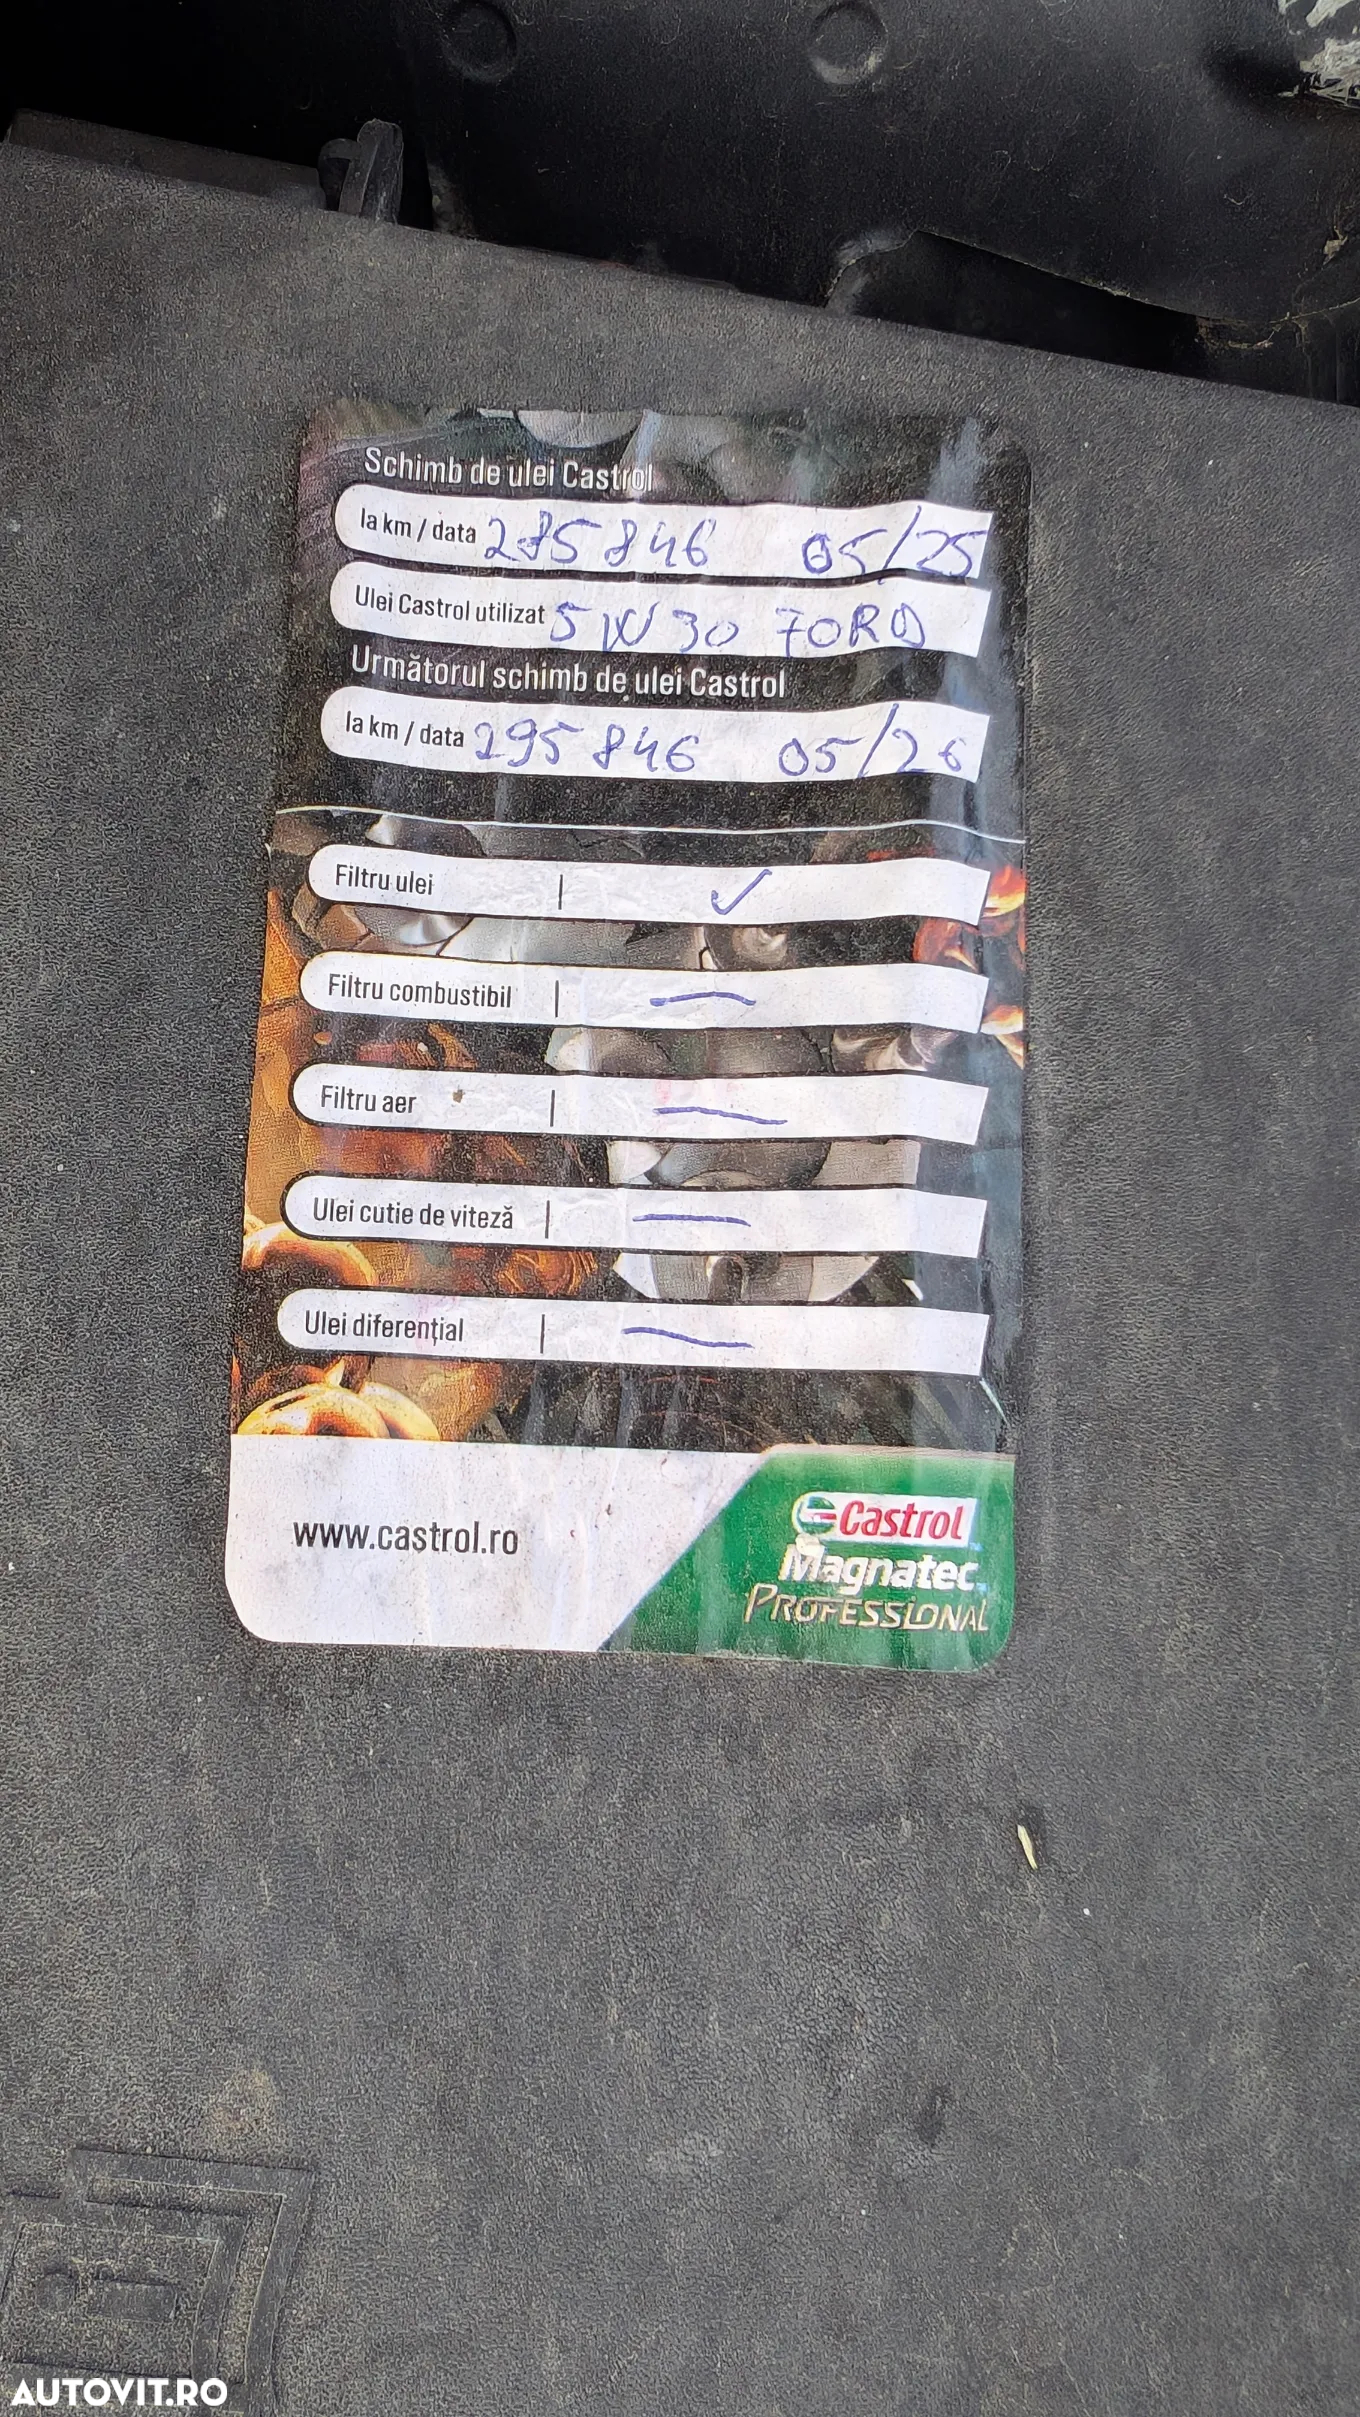 Schimb de ulei Castrol
la km / data 285846 05/25
Ulei Castrol utilizat 5W30 FORD
Următorul schimb de ulei Castrol
la km / data 295846 05/26
Filtru ulei | ✓
Filtru combustibil | —
Filtru aer | —
Ulei cutie de viteză | —
Ulei diferențial | —
www.castrol.ro
Castrol
Magnatec
PROFESSIONAL
AUTOVIT.RO